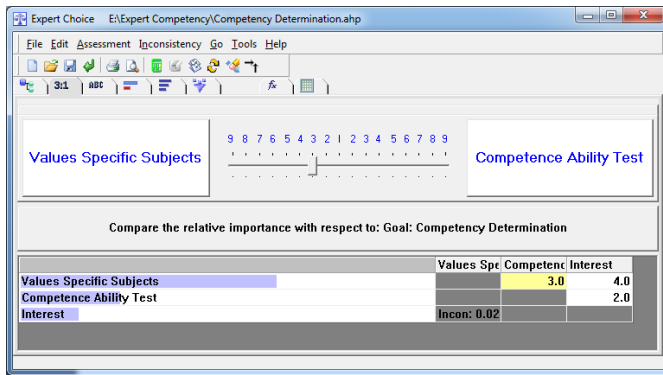 Expert Choice E:\Expert Competency\Competency Determination.ahp
File Edit Assessment Inconsistency Go Tools Help
3:1 ABC fx
Values Specific Subjects
9 8 7 6 5 4 3 2 1 2 3 4 5 6 7 8 9
Competence Ability Test
Compare the relative importance with respect to: Goal: Competency Determination
Values Spe Competenc Interest
Values Specific Subjects 3.0 4.0
Competence Ability Test 2.0
Interest Incon: 0.02